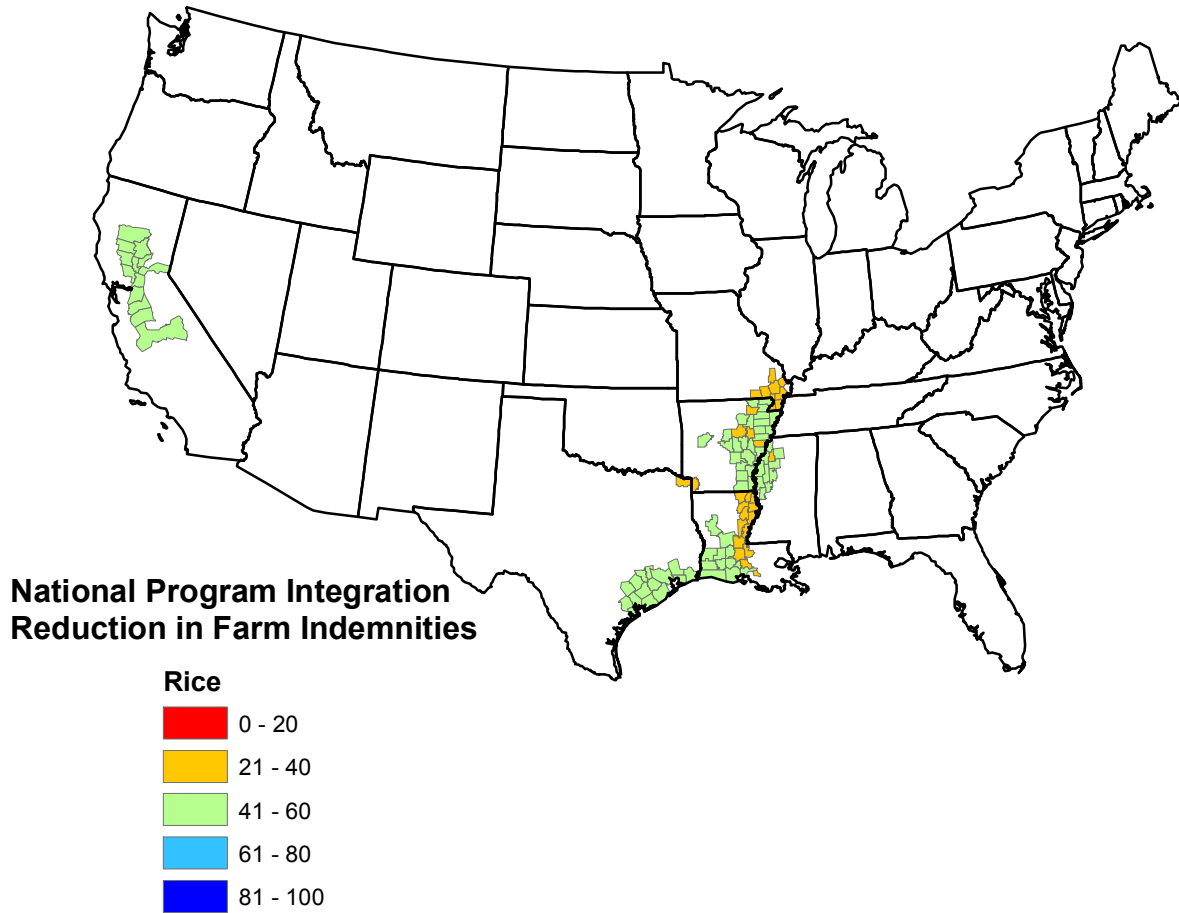 National Program Integration
Reduction in Farm Indemnities
Rice
0 - 20
21 - 40
41 - 60
61 - 80
81 - 100